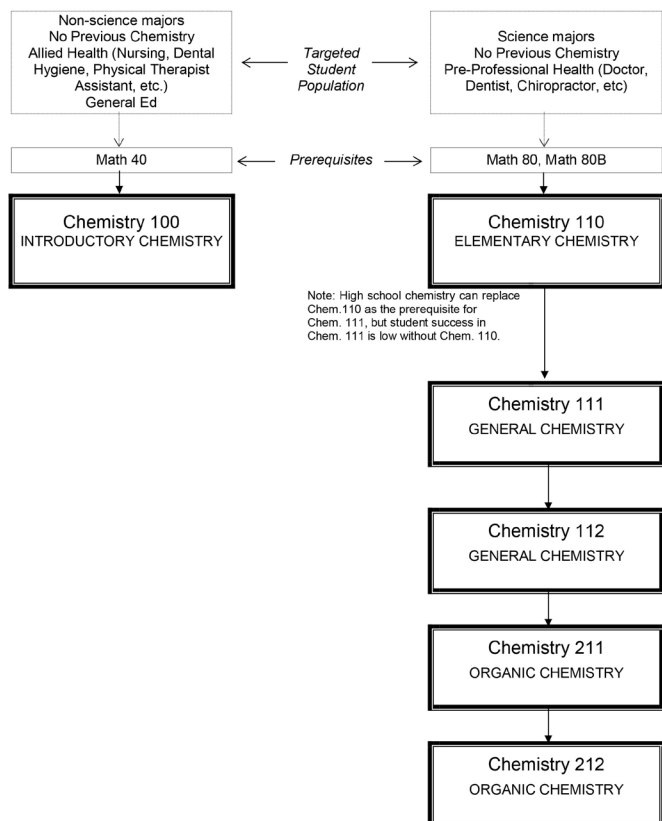 Non-science majors
No Previous Chemistry
Allied Health (Nursing, Dental
Hygiene, Physical Therapist
Assistant, etc.)
General Ed
Targeted
Student
Population
Science majors
No Previous Chemistry
Pre-Professional Health (Doctor,
Dentist, Chiropractor, etc)
Math 40
Prerequisites
Math 80, Math 80B
Chemistry 100
INTRODUCTORY CHEMISTRY
Chemistry 110
ELEMENTARY CHEMISTRY
Note: High school chemistry can replace
Chem.110 as the prerequisite for
Chem. 111, but student success in
Chem. 111 is low without Chem. 110.
Chemistry 111
GENERAL CHEMISTRY
Chemistry 112
GENERAL CHEMISTRY
Chemistry 211
ORGANIC CHEMISTRY
Chemistry 212
ORGANIC CHEMISTRY